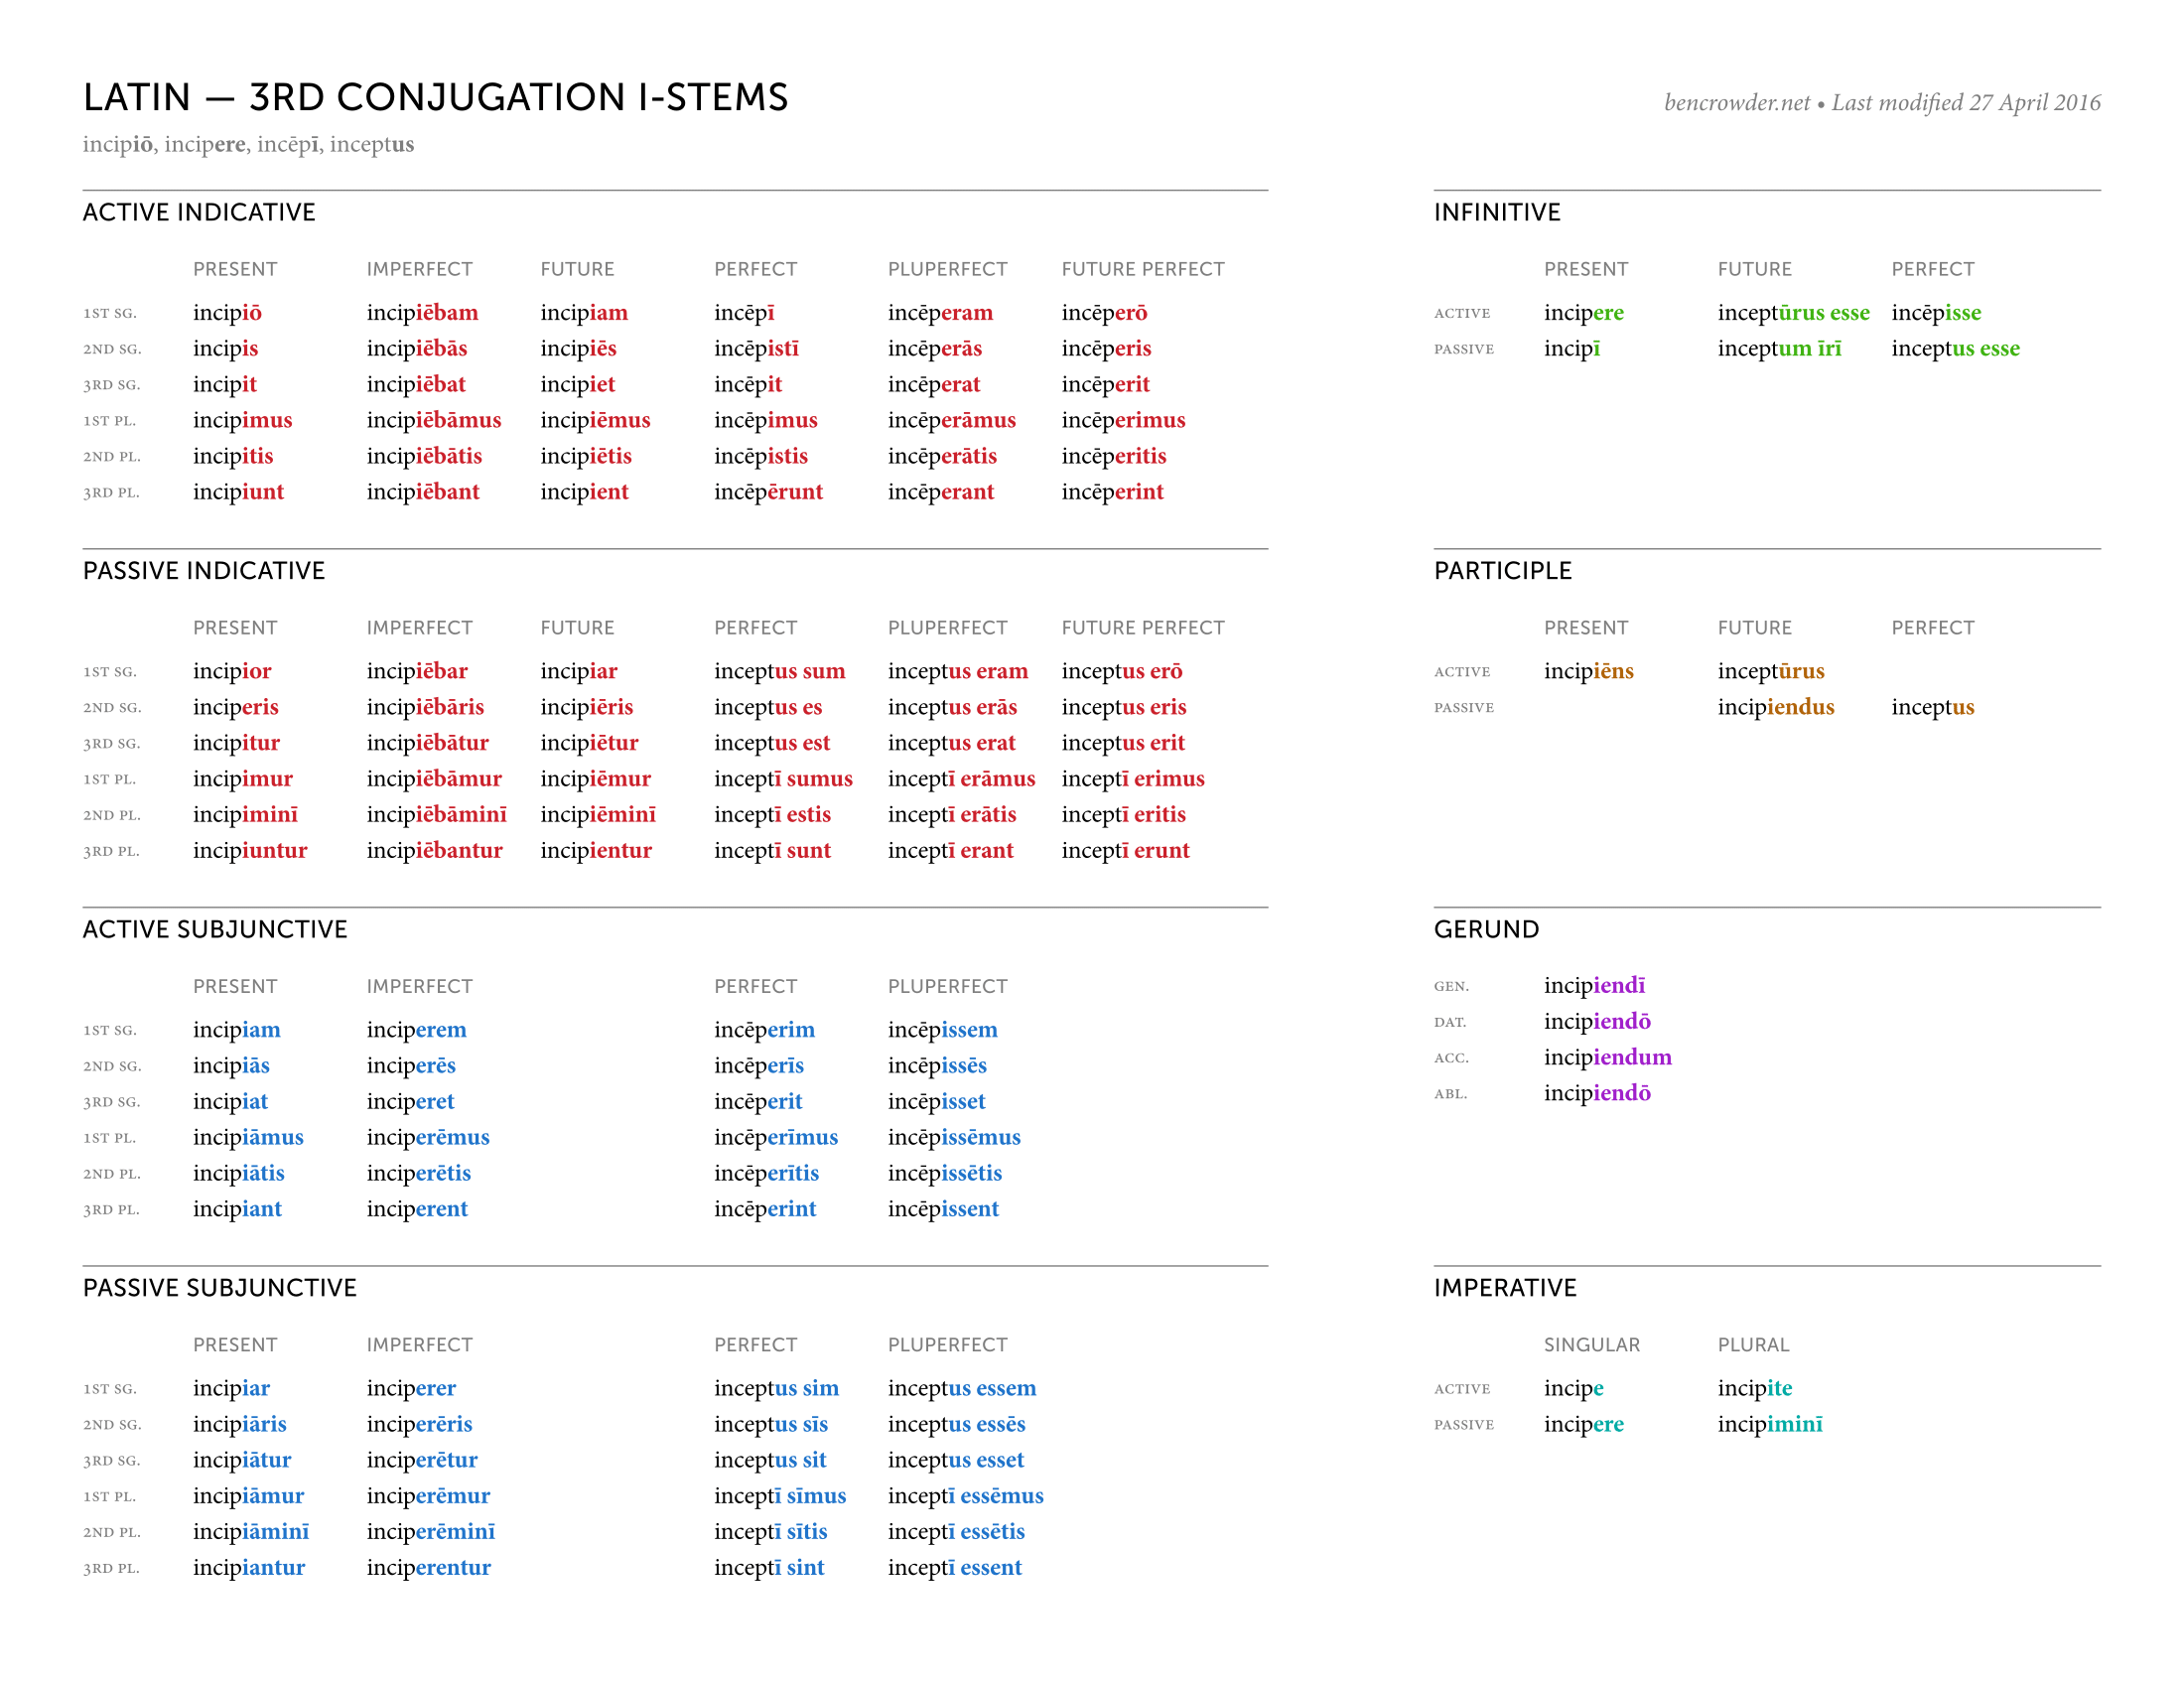 LATIN — 3RD CONJUGATION I-STEMS
bencrowder.net • Last modified 27 April 2016
incipiō, incipere, incēpī, inceptus
ACTIVE INDICATIVE
PRESENT IMPERFECT FUTURE PERFECT PLUPERFECT FUTURE PERFECT
1ST SG. incipiō incipiēbam incipiam incēpī incēperam incēperō
2ND SG. incipis incipiēbās incipiēs incēpistī incēperās incēperis
3RD SG. incipit incipiēbat incipiet incēpit incēperat incēperit
1ST PL. incipimus incipiēbāmus incipiēmus incēpimus incēperāmus incēperimus
2ND PL. incipitis incipiēbātis incipiētis incēpistis incēperātis incēperitis
3RD PL. incipiunt incipiēbant incipient incēpērunt incēperant incēperint
INFINITIVE
PRESENT FUTURE PERFECT
ACTIVE incipere inceptūrus esse incēpisse
PASSIVE incipī inceptum īrī inceptus esse
PASSIVE INDICATIVE
PRESENT IMPERFECT FUTURE PERFECT PLUPERFECT FUTURE PERFECT
1ST SG. incipior incipiēbar incipiar inceptus sum inceptus eram inceptus erō
2ND SG. inciperis incipiēbāris incipiēris inceptus es inceptus erās inceptus eris
3RD SG. incipitur incipiēbātur incipiētur inceptus est inceptus erat inceptus erit
1ST PL. incipimur incipiēbāmur incipiēmur inceptī sumus inceptī erāmus inceptī erimus
2ND PL. incipiminī incipiēbāminī incipiēminī inceptī estis inceptī erātis inceptī eritis
3RD PL. incipiuntur incipiēbantur incipientur inceptī sunt inceptī erant inceptī erunt
PARTICIPLE
PRESENT FUTURE PERFECT
ACTIVE incipiēns inceptūrus
PASSIVE incipiendus inceptus
ACTIVE SUBJUNCTIVE
PRESENT IMPERFECT PERFECT PLUPERFECT
1ST SG. incipiam inciperem incēperim incēpissem
2ND SG. incipiās inciperēs incēperīs incēpissēs
3RD SG. incipiat inciperet incēperit incēpisset
1ST PL. incipiāmus inciperēmus incēperīmus incēpissēmus
2ND PL. incipiātis inciperētis incēperītis incēpissētis
3RD PL. incipiant inciperent incēperint incēpissent
GERUND
GEN. incipiendī
DAT. incipiendō
ACC. incipiendum
ABL. incipiendō
PASSIVE SUBJUNCTIVE
PRESENT IMPERFECT PERFECT PLUPERFECT
1ST SG. incipiar inciperer inceptus sim inceptus essem
2ND SG. incipiāris inciperēris inceptus sīs inceptus essēs
3RD SG. incipiātur inciperētur inceptus sit inceptus esset
1ST PL. incipiāmur inciperēmur inceptī sīmus inceptī essēmus
2ND PL. incipiāminī inciperēminī inceptī sītis inceptī essētis
3RD PL. incipiantur inciperentur inceptī sint inceptī essent
IMPERATIVE
SINGULAR PLURAL
ACTIVE incipe incipite
PASSIVE incipere incipiminī